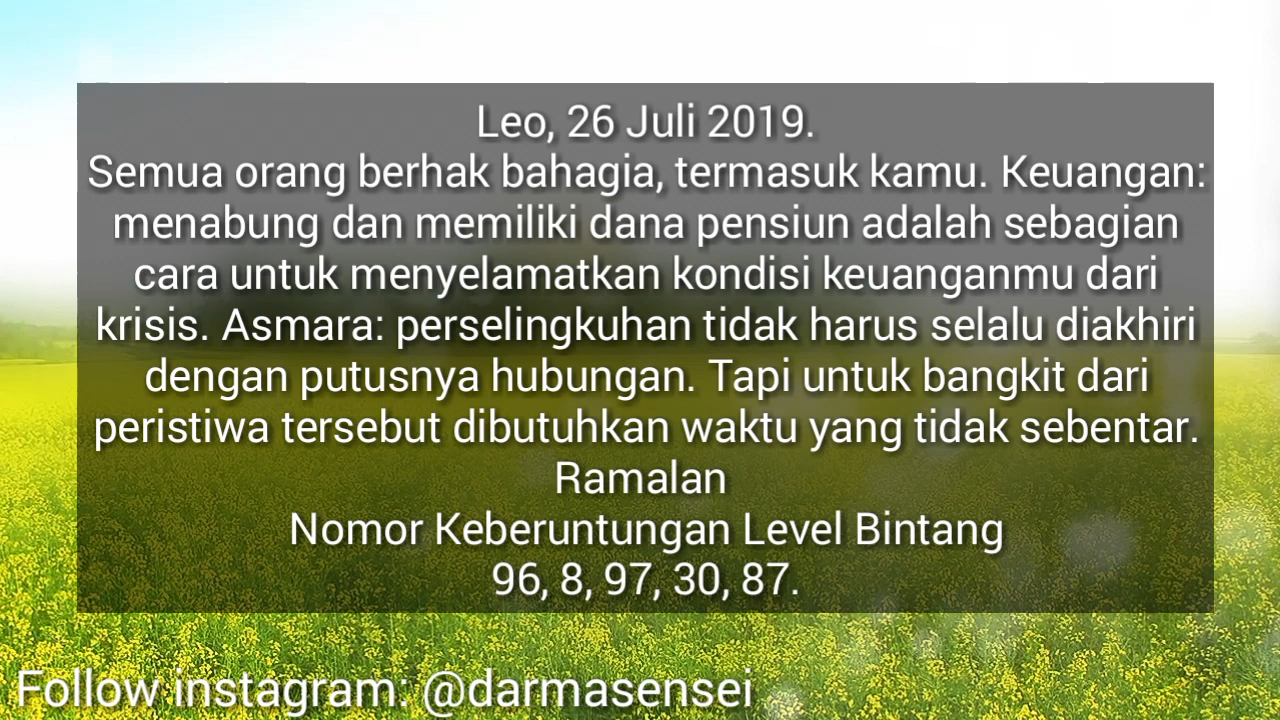 Leo, 26 Juli 2019.
Semua orang berhak bahagia, termasuk kamu. Keuangan:
menabung dan memiliki dana pensiun adalah sebagian
cara untuk menyelamatkan kondisi keuanganmu dari
krisis. Asmara: perselingkuhan tidak harus selalu diakhiri
dengan putusnya hubungan. Tapi untuk bangkit dari
peristiwa tersebut dibutuhkan waktu yang tidak sebentar.
Ramalan
Nomor Keberuntungan Level Bintang
96, 8, 97, 30, 87.
Follow instagram: @darmasensei